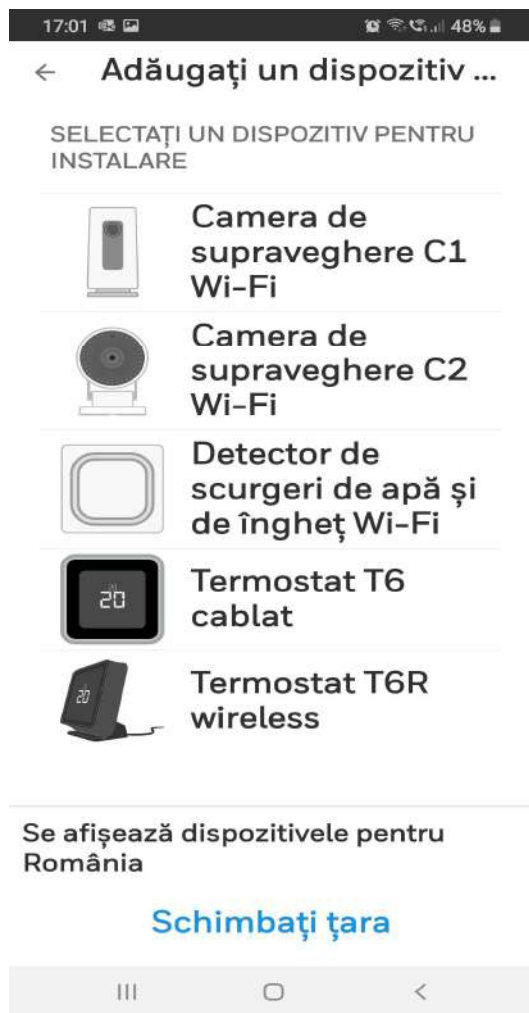 17:01 48%
Adăugați un dispozitiv ...
SELECTAȚI UN DISPOZITIV PENTRU
INSTALARE
Camera de
supraveghere C1
Wi-Fi
Camera de
supraveghere C2
Wi-Fi
Detector de
scurgeri de apă și
de îngheț Wi-Fi
20
Termostat T6
cablat
20
Termostat T6R
wireless
Se afișează dispozitivele pentru
România
Schimbați țara